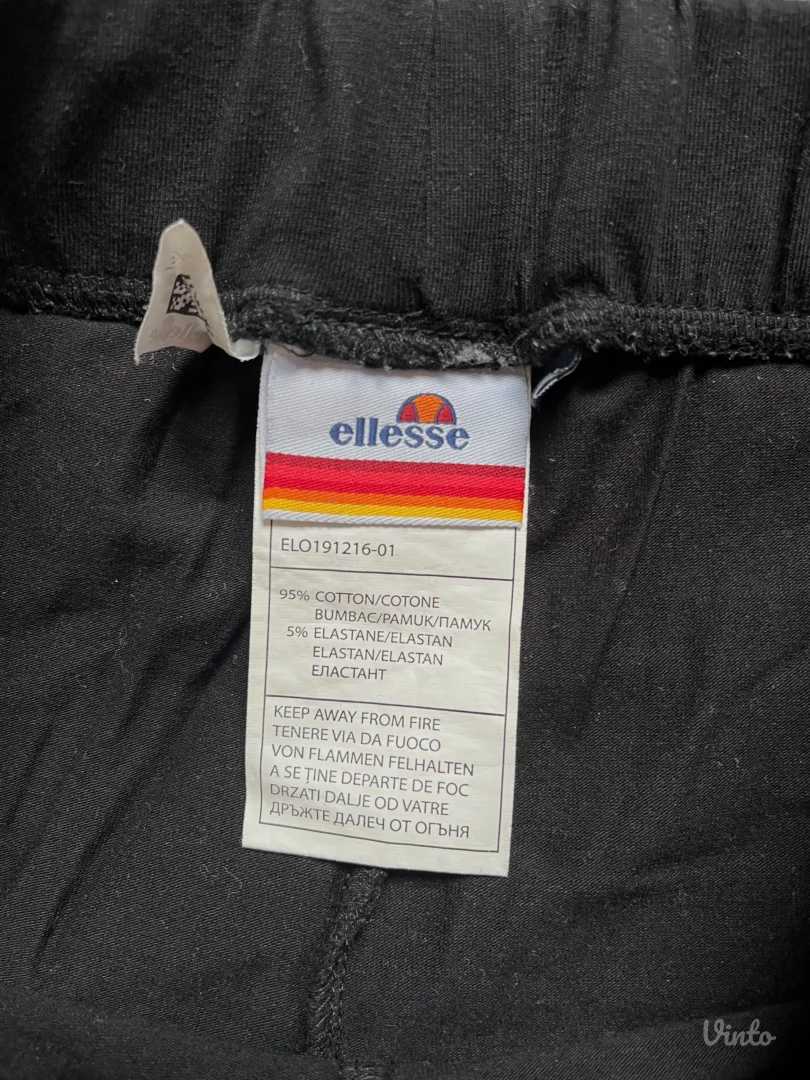 ellesse
ELO191216-01
95% COTTON/COTONE
BUMBAC/PAMUK/ПАМУК
5% ELASTANE/ELASTAN
ELASTAN/ELASTAN
ЕЛАСТАНТ
KEEP AWAY FROM FIRE
TENERE VIA DA FUOCO
VON FLAMMEN FELHALTEN
A SE ȚINE DEPARTE DE FOC
DRZATI DALJE OD VATRE
ДРЪЖТЕ ДАЛЕЧ ОТ ОГЪНЯ
Vinto